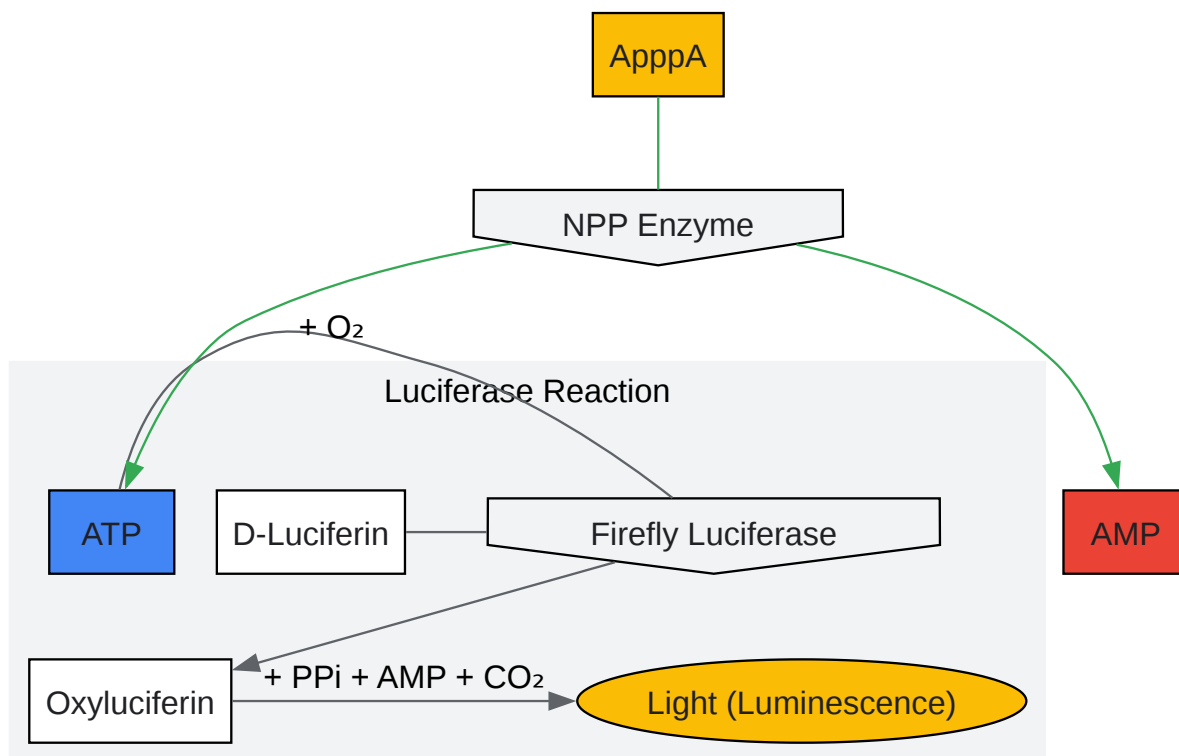 ApppA
NPP Enzyme
+ O₂
Luciferase Reaction
ATP
D-Luciferin
Firefly Luciferase
AMP
Oxyluciferin
+ PPi + AMP + CO₂
Light (Luminescence)